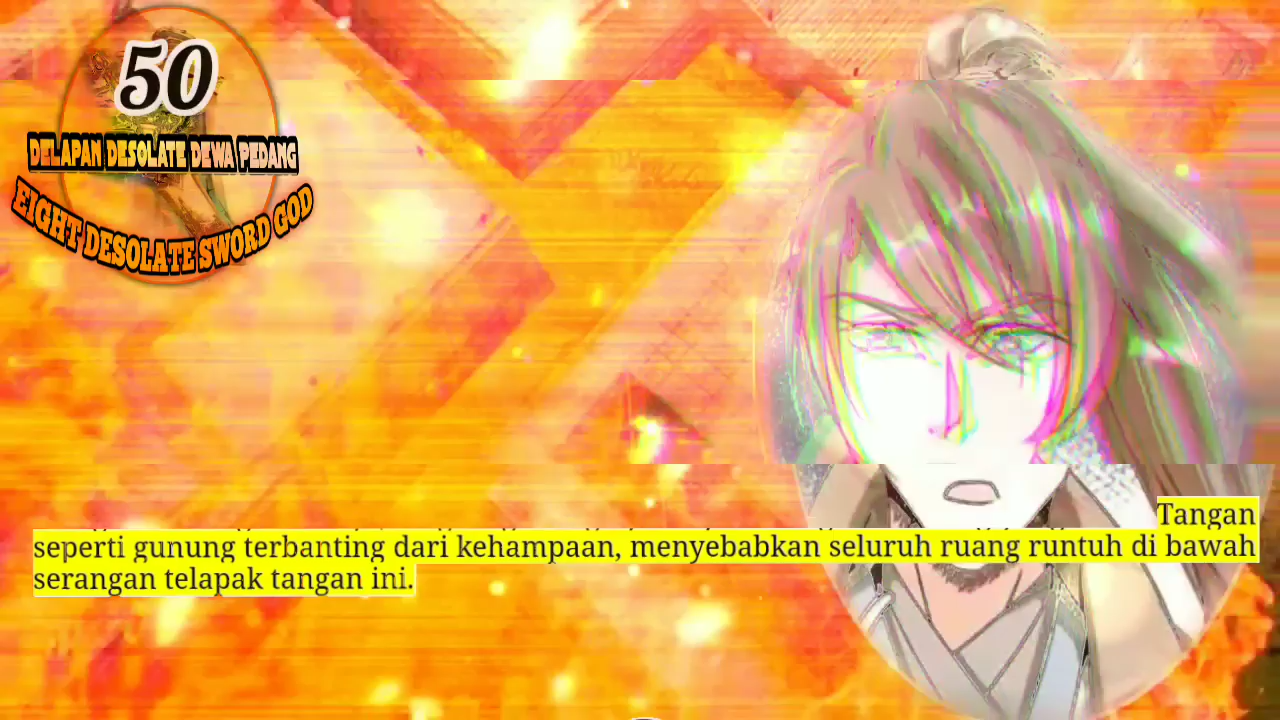 50
DELAPAN DESOLATE DEWA PEDANG
EIGHT DESOLATE SWORD GOD
Tangan
seperti gunung terbanting dari kehampaan, menyebabkan seluruh ruang runtuh di bawah
serangan telapak tangan ini.